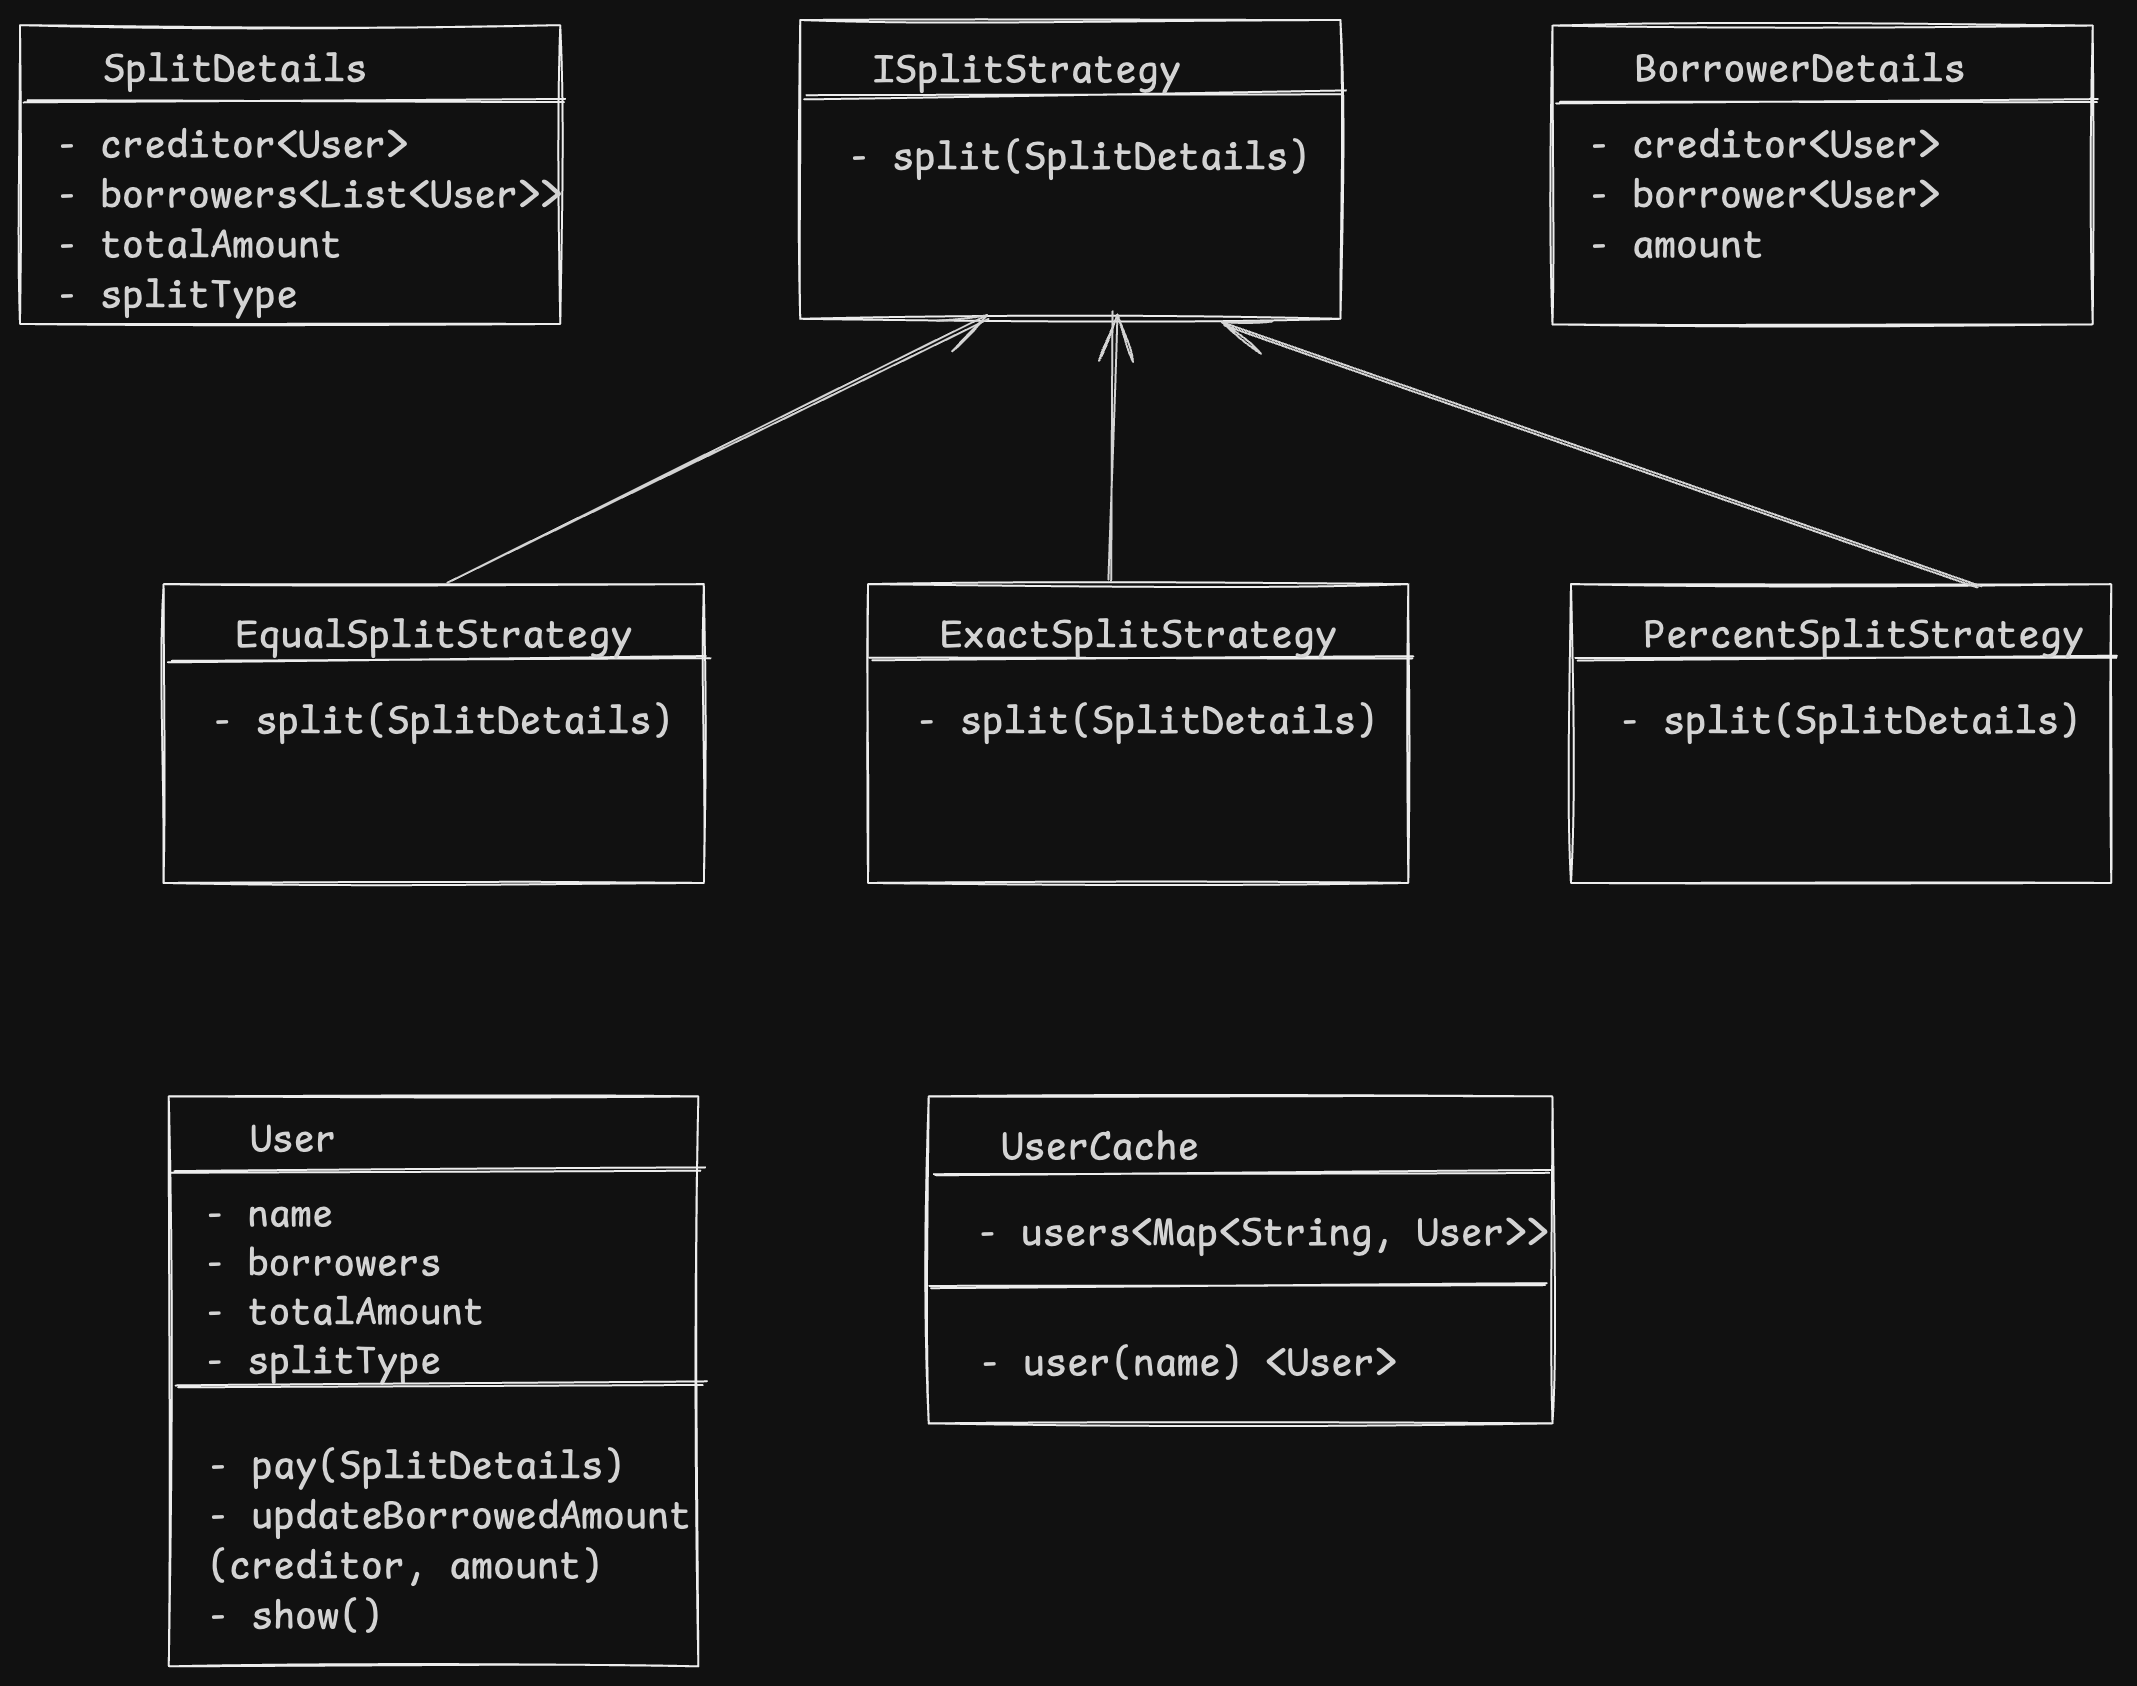 SplitDetails
- creditor<User>
- borrowers<List<User>>
- totalAmount
- splitType
ISplitStrategy
- split(SplitDetails)
BorrowerDetails
- creditor<User>
- borrower<User>
- amount
EqualSplitStrategy
- split(SplitDetails)
ExactSplitStrategy
- split(SplitDetails)
PercentSplitStrategy
- split(SplitDetails)
User
- name
- borrowers
- totalAmount
- splitType
- pay(SplitDetails)
- updateBorrowedAmount
(creditor, amount)
- show()
UserCache
- users<Map<String, User>>
- user(name) <User>